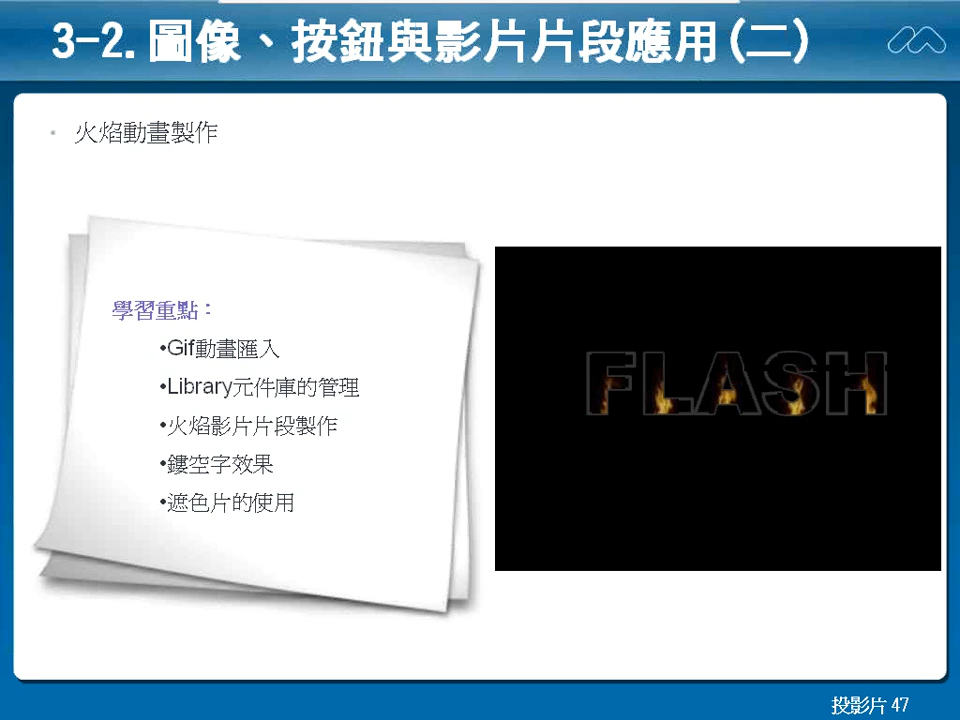 3-2.圖像、按鈕與影片片段應用(二)
• 火焰動畫製作
學習重點：
•Gif動畫匯入
•Library元件庫的管理
•火焰影片片段製作
•鏤空字效果
•遮色片的使用
FLASH
投影片 47